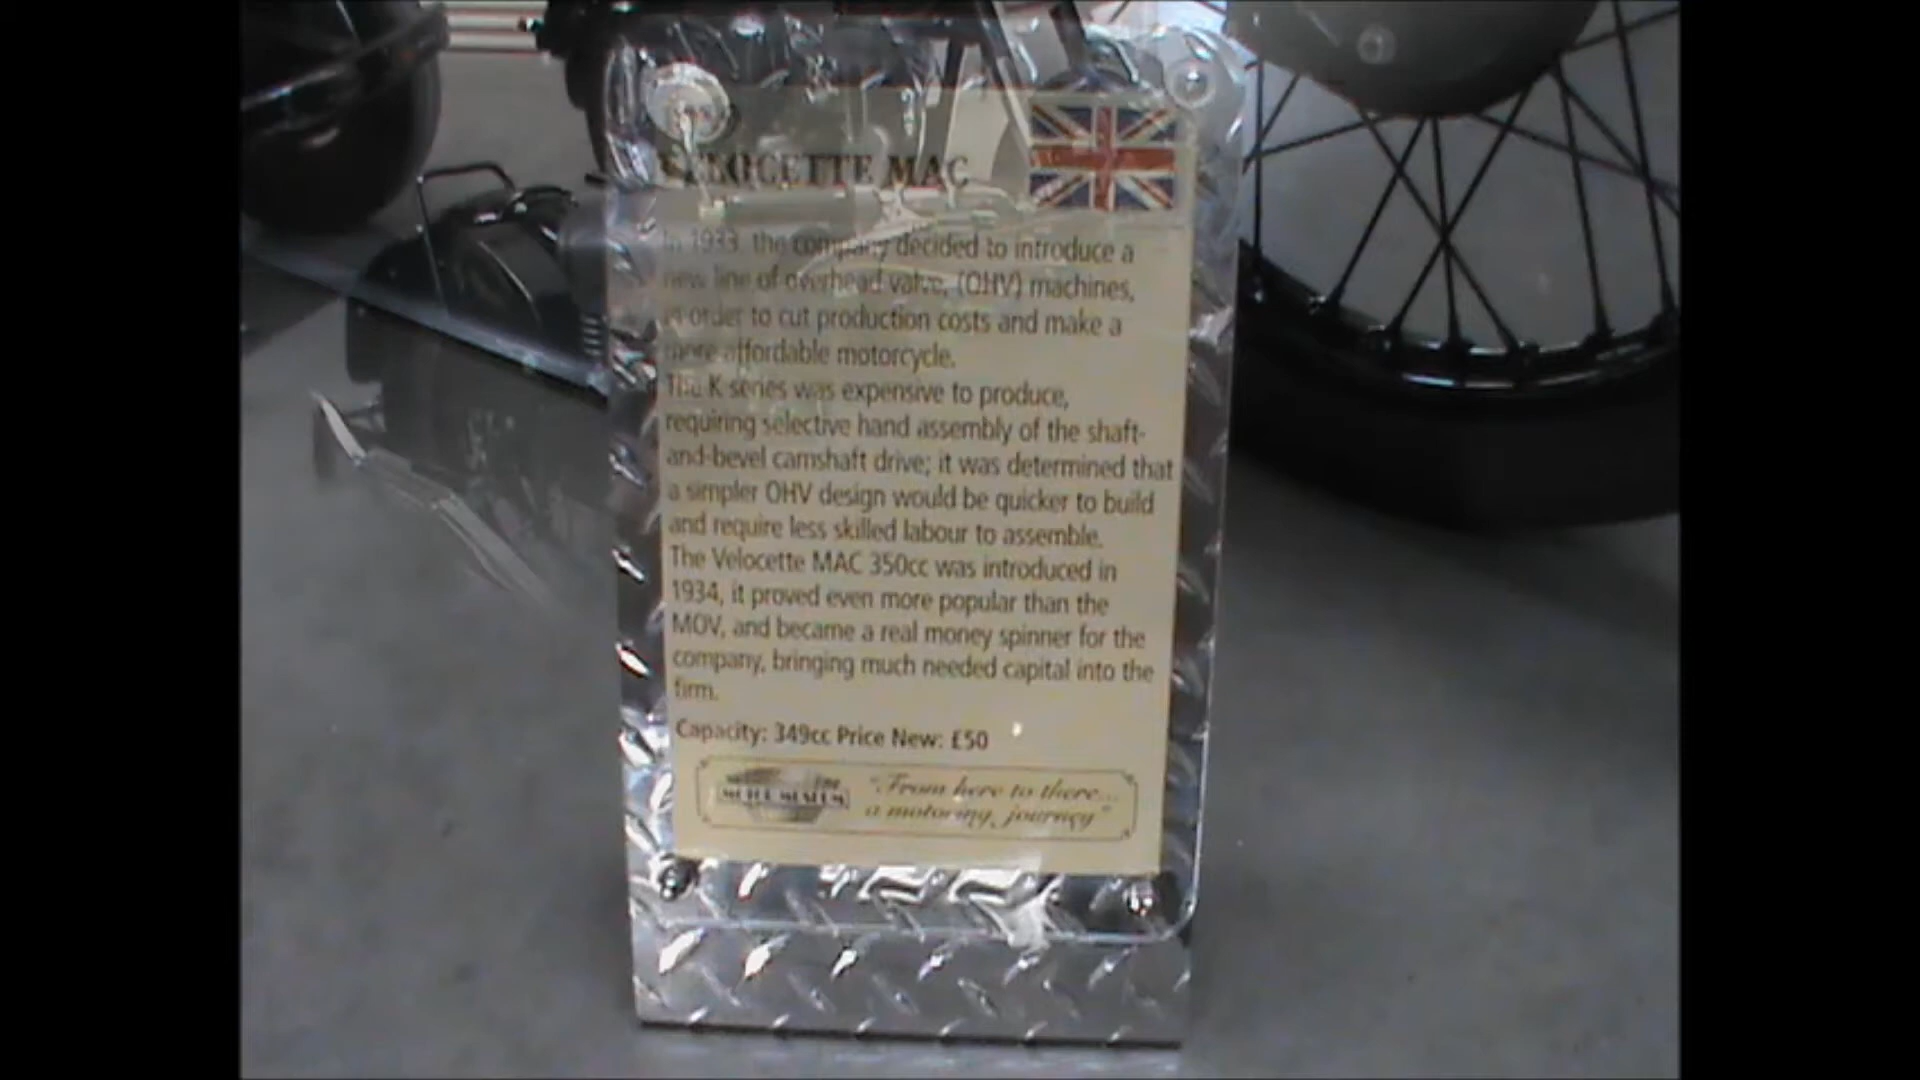 VELOCETTE MAC
In 1933, the company decided to introduce a
new line of overhead valve, (OHV) machines,
in order to cut production costs and make a
more affordable motorcycle.
The K series was expensive to produce,
requiring selective hand assembly of the shaft-
and-bevel camshaft drive; it was determined that
a simpler OHV design would be quicker to build
and require less skilled labour to assemble.
The Velocette MAC 350cc was introduced in
1934, it proved even more popular than the
MOV, and became a real money spinner for the
company, bringing much needed capital into the
firm.
Capacity: 349cc Price New: £50
"From here to there...
a motoring journey"